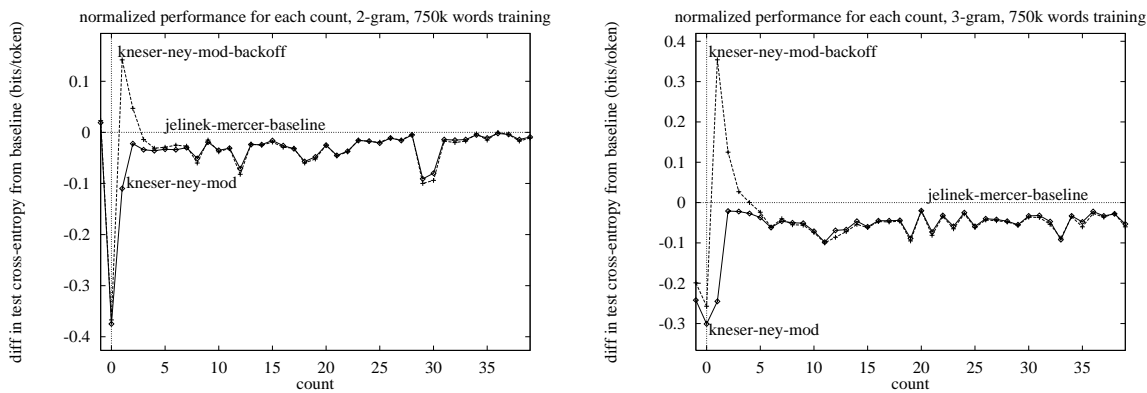 normalized performance for each count, 2-gram, 750k words training
diff in test cross-entropy from baseline (bits/token)
0.1
0
-0.1
-0.2
-0.3
-0.4
kneser-ney-mod-backoff
jelinek-mercer-baseline
kneser-ney-mod
0 5 10 15 20 25 30 35
count
normalized performance for each count, 3-gram, 750k words training
diff in test cross-entropy from baseline (bits/token)
0.4
0.3
0.2
0.1
0
-0.1
-0.2
-0.3
kneser-ney-mod-backoff
jelinek-mercer-baseline
kneser-ney-mod
0 5 10 15 20 25 30 35
count